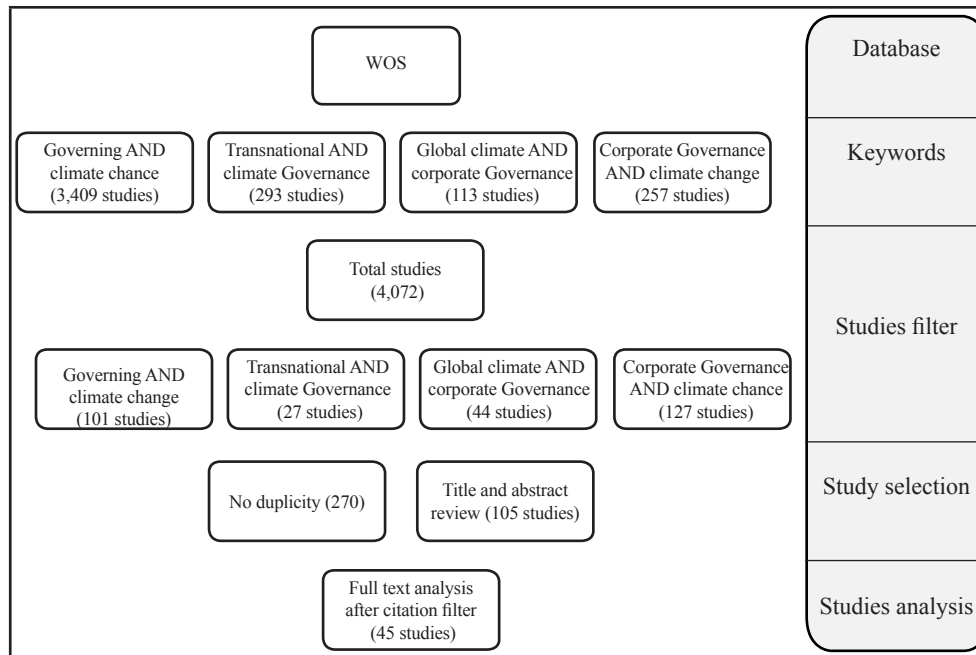 WOS
Database
Governing AND
climate chance
(3,409 studies)
Transnational AND
climate Governance
(293 studies)
Global climate AND
corporate Governance
(113 studies)
Corporate Governance
AND climate change
(257 studies)
Keywords
Total studies
(4,072)
Studies filter
Governing AND
climate change
(101 studies)
Transnational AND
climate Governance
(27 studies)
Global climate AND
corporate Governance
(44 studies)
Corporate Governance
AND climate chance
(127 studies)
No duplicity (270)
Title and abstract
review (105 studies)
Study selection
Full text analysis
after citation filter
(45 studies)
Studies analysis